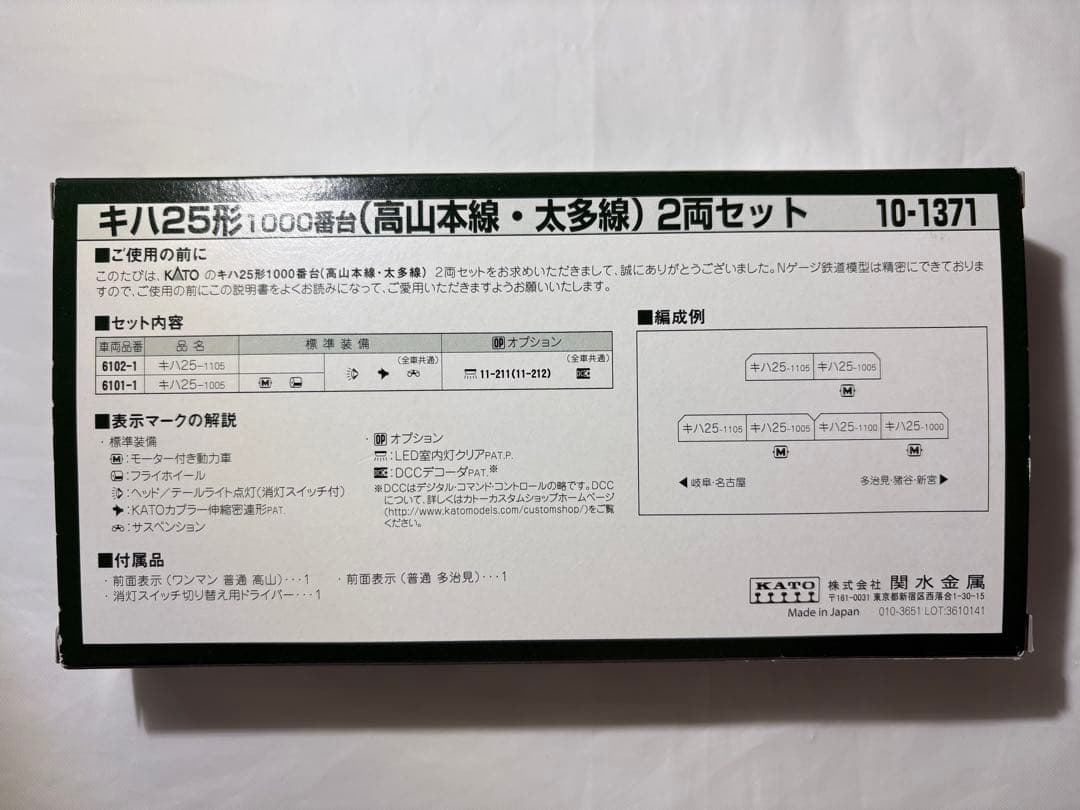 キハ25形1000番台(高山本線・太多線) 2両セット 10-1371
■ご使用の前に
このたびは、KATOのキハ25形1000番台(高山本線・太多線) 2両セットをお求めいただきまして、誠にありがとうございました。Nゲージ鉄道模型は精密にできておりま
すので、ご使用の前にこの説明書をよくお読みになって、ご愛用いただきますようお願いいたします。
■セット内容
車両品番 品名 標準装備 OPオプション
6102-1 キハ25-1105 (全車共通) 11-211(11-212) (全車共通)
6101-1 キハ25-1005 M
■編成例
キハ25-1105 キハ25-1005
M
キハ25-1105 キハ25-1005 キハ25-1100 キハ25-1000
M M
◀岐阜・名古屋 多治見・猪谷・新宮▶
■表示マークの解説
・標準装備
M:モーター付き動力車
:フライホイール
:ヘッド/テールライト点灯(消灯スイッチ付)
:KATOカプラー伸縮密連形PAT.
:サスペンション
・OPオプション
:LED室内灯クリアPAT.P.
:DCCデコーダPAT.※
※DCCはデジタル・コマンド・コントロールの略です。DCC
について、詳しくはカトーカスタムショップホームページ
(http://www.katomodels.com/customshop/)をご覧
ください。
■付属品
・前面表示(ワンマン 普通 高山)・・・1 ・前面表示(普通 多治見)・・・1
・消灯スイッチ切り替え用ドライバー・・・1
KATO 株式会社 関水金属
〒161-0031 東京都新宿区西落合1-30-15
Made in Japan 010-3651 LOT:3610141